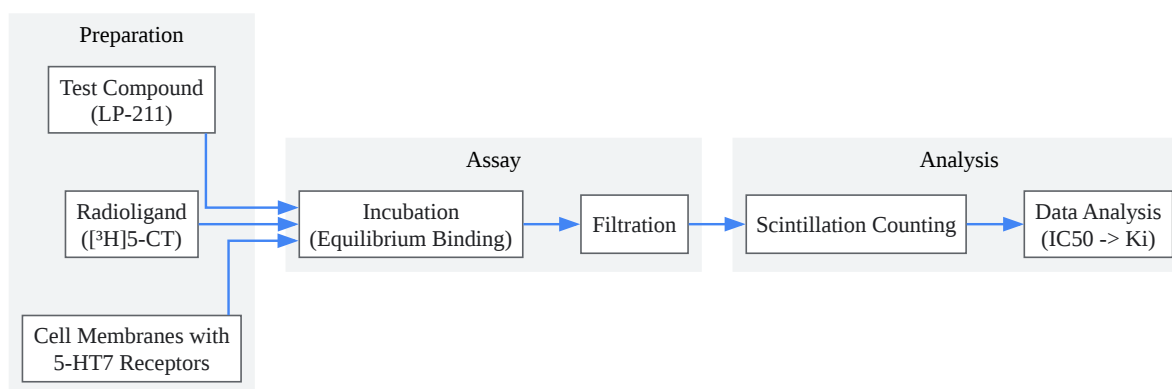 Preparation
Test Compound
(LP-211)
Radioligand
([³H]5-CT)
Cell Membranes with
5-HT7 Receptors
Assay
Incubation
(Equilibrium Binding)
Filtration
Analysis
Scintillation Counting
Data Analysis
(IC50 -> Ki)